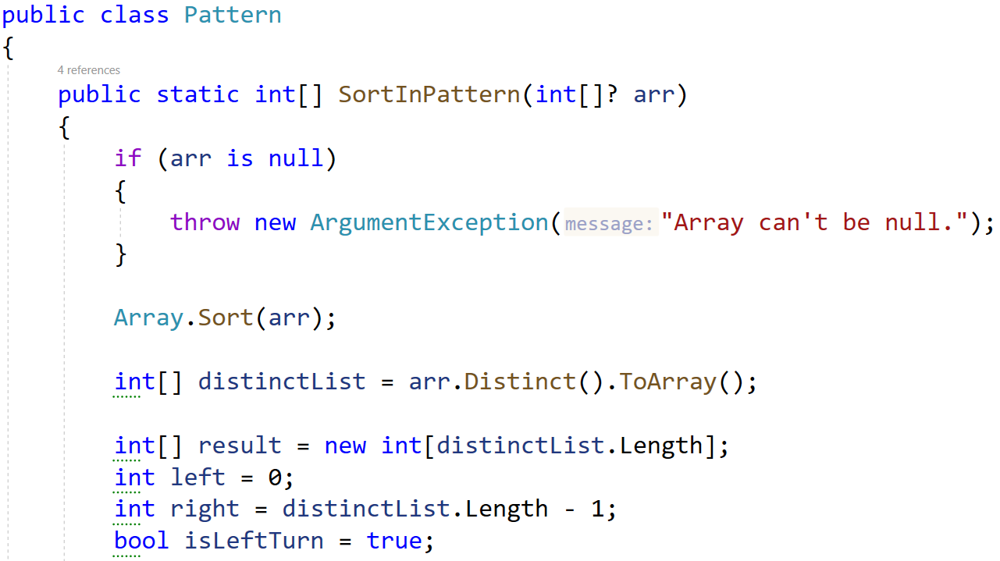 public class Pattern
{
4 references
public static int[] SortInPattern(int[]? arr)
{
if (arr is null)
{
throw new ArgumentException(message:"Array can't be null.");
}
Array.Sort(arr);
int[] distinctList = arr.Distinct().ToArray();
int[] result = new int[distinctList.Length];
int left = 0;
int right = distinctList.Length - 1;
bool isLeftTurn = true;